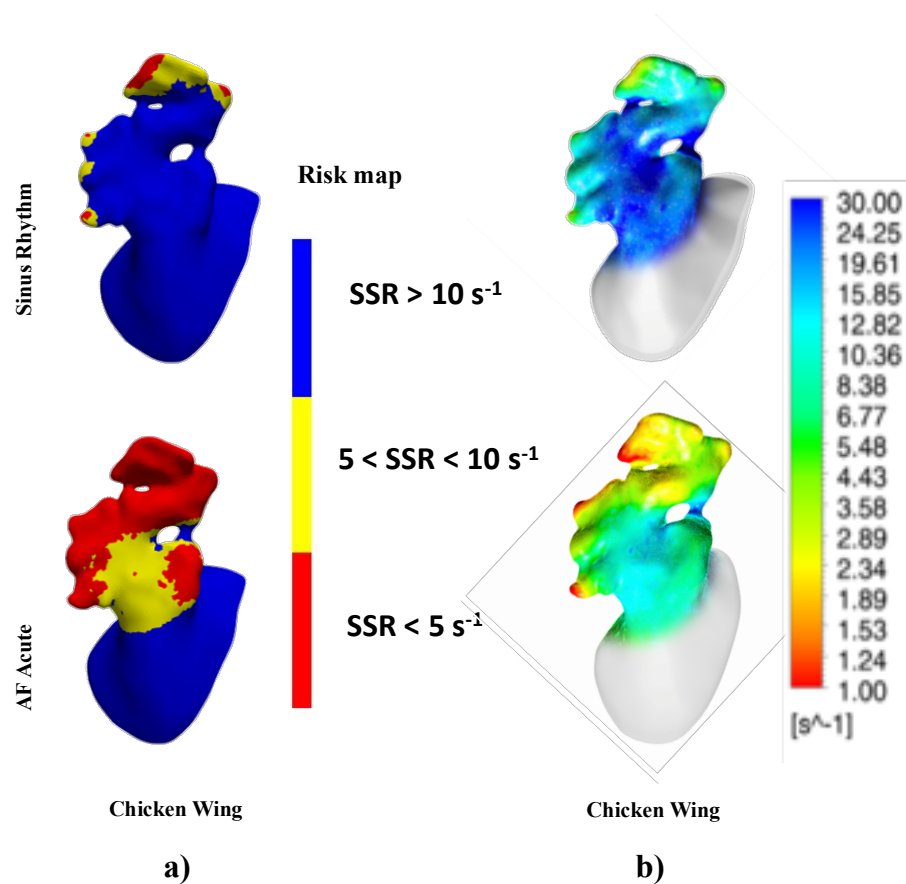 Sinus Rhythm
Risk map
SSR > 10 s-1
5 < SSR < 10 s-1
SSR < 5 s-1
AF Acute
30.00
24.25
19.61
15.85
12.82
10.36
8.38
6.77
5.48
4.43
3.58
2.89
2.34
1.89
1.53
1.24
1.00
[s^-1]
Chicken Wing
Chicken Wing
a)
b)